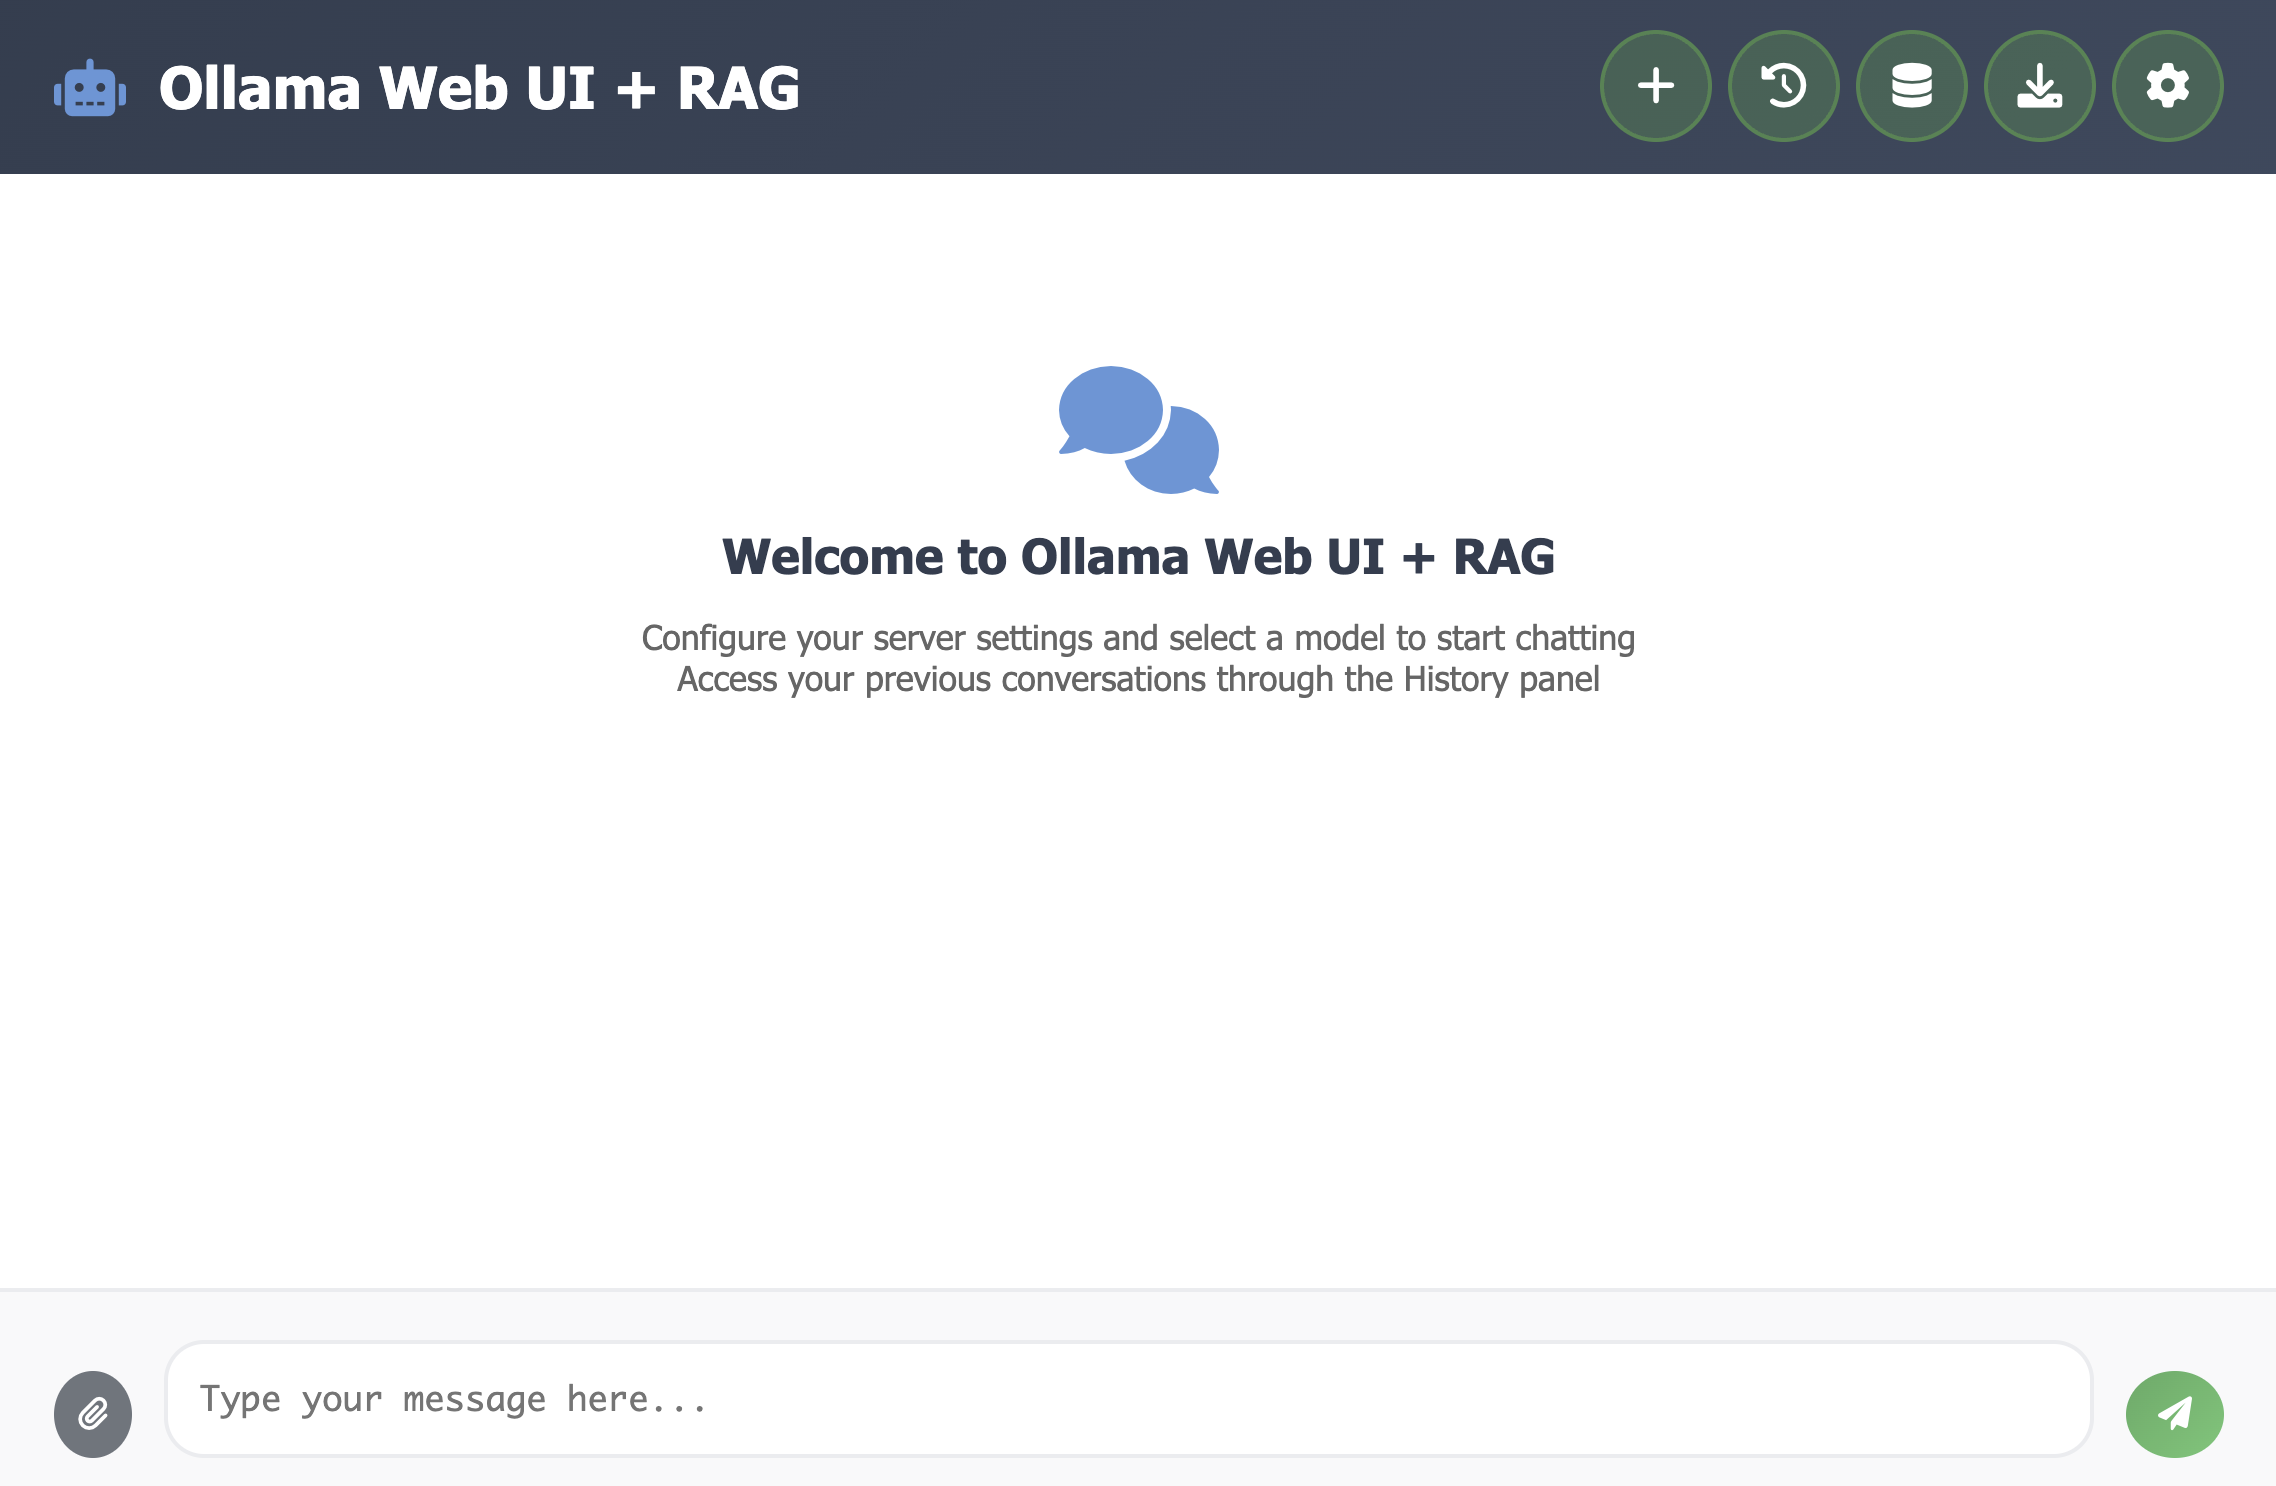 Ollama Web UI + RAG
Welcome to Ollama Web UI + RAG
Configure your server settings and select a model to start chatting
Access your previous conversations through the History panel
Type your message here...